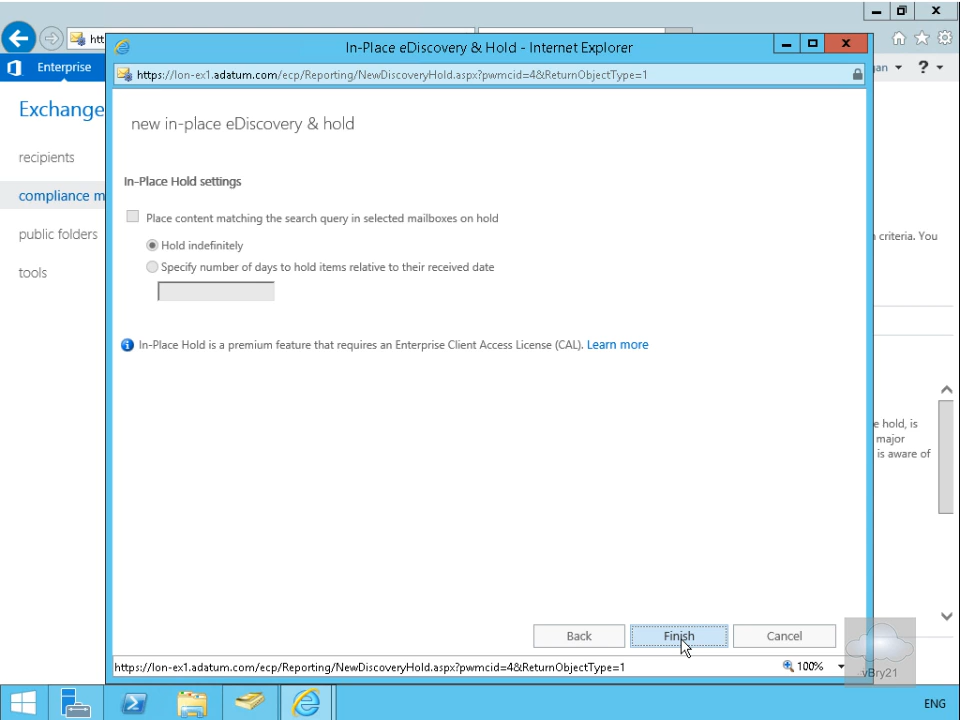 htt
In-Place eDiscovery & Hold - Internet Explorer
https://lon-ex1.adatum.com/ecp/Reporting/NewDiscoveryHold.aspx?pwmcid=4&ReturnObjectType=1
Enterprise
an
?
Exchange
new in-place eDiscovery & hold
recipients
In-Place Hold settings
compliance m
Place content matching the search query in selected mailboxes on hold
public folders
criteria. You
Hold indefinitely
tools
Specify number of days to hold items relative to their received date
In-Place Hold is a premium feature that requires an Enterprise Client Access License (CAL). Learn more
e hold, is
major
is aware of
Back
Finish
Cancel
https://lon-ex1.adatum.com/ecp/Reporting/NewDiscoveryHold.aspx?pwmcid=4&ReturnObjectType=1
100%
vBry21
ENG